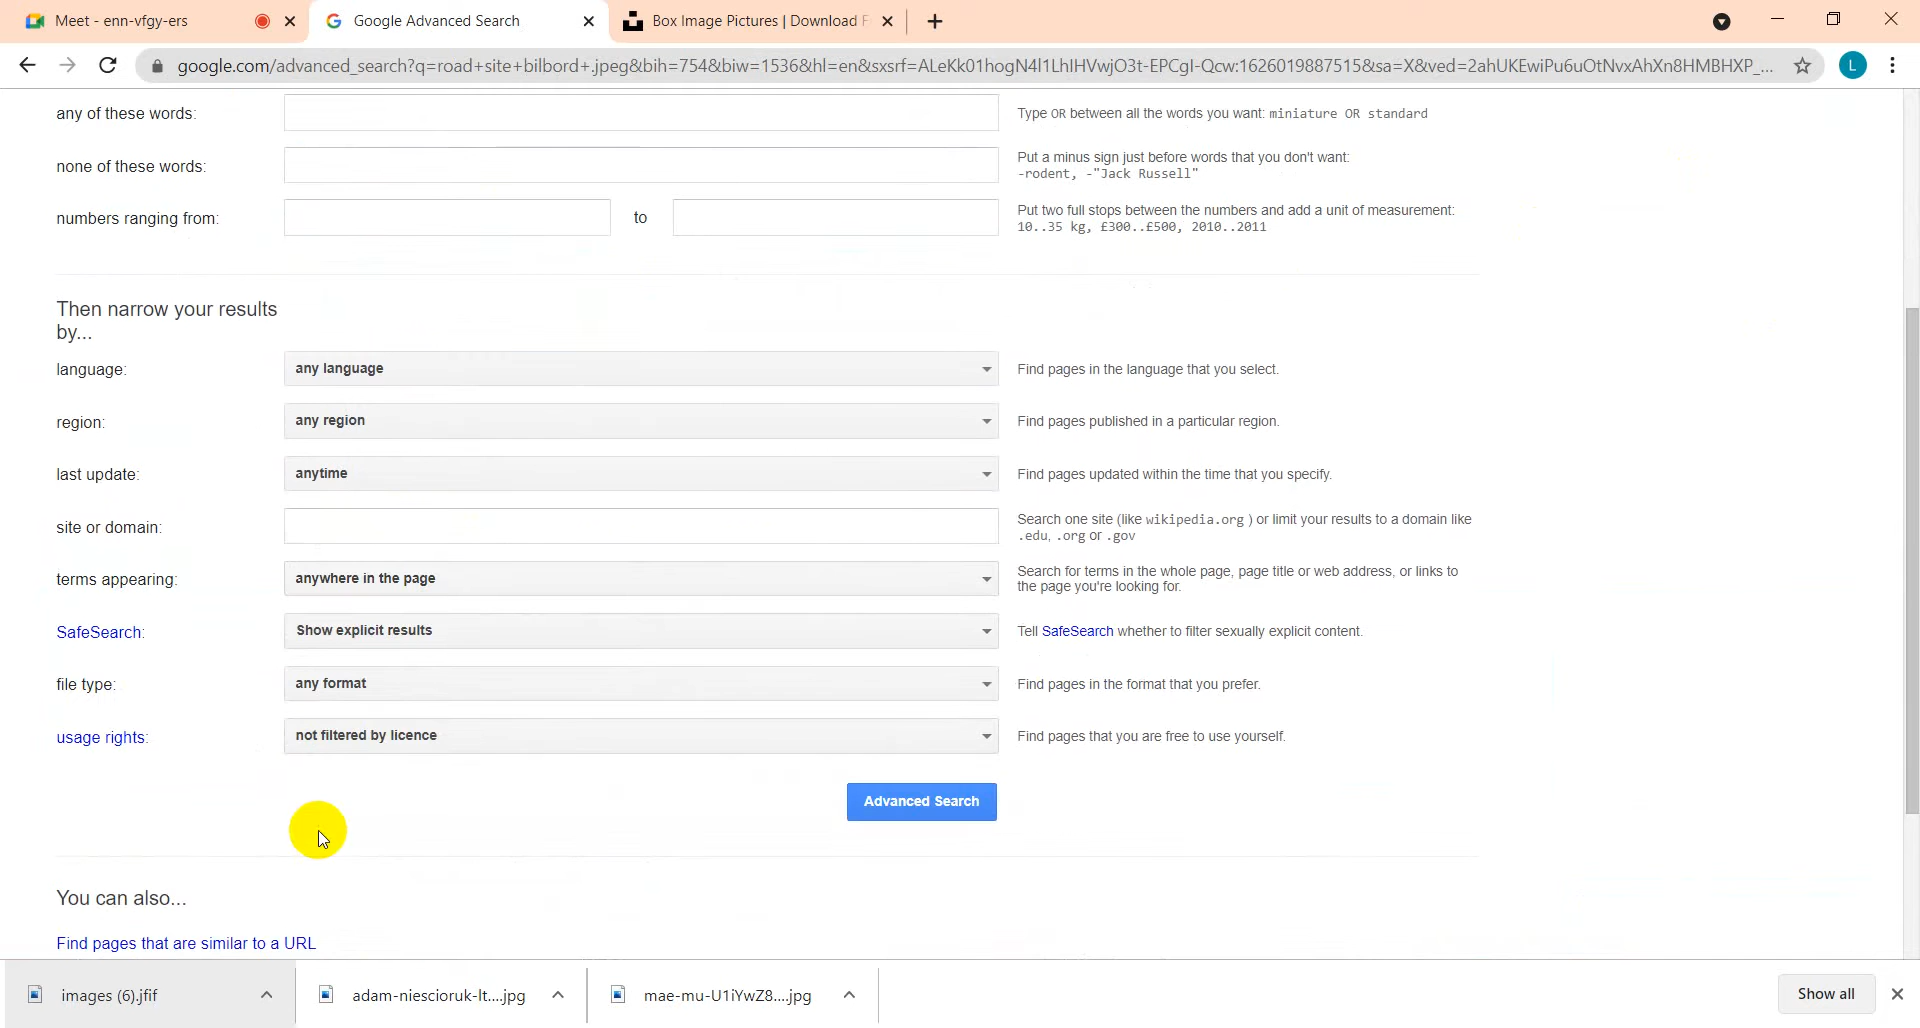 Meet - enn-vfgy-ers
Google Advanced Search
Box Image Pictures | Download F
google.com/advanced_search?q=road+site+bilbord+.jpeg&bih=754&biw=1536&hl=en&sxsrf=ALeKk01hogN4l1LhIHVwjO3t-EPCgI-Qcw:1626019887515&sa=X&ved=2ahUKEwiPu6uOtNvxAhXn8HMBHXP_...
L
any of these words:
Type OR between all the words you want: miniature OR standard
none of these words:
Put a minus sign just before words that you don't want:
-rodent, -"Jack Russell"
numbers ranging from:
to
Put two full stops between the numbers and add a unit of measurement:
10..35 kg, £300..£500, 2010..2011
Then narrow your results
by...
language:
any language
Find pages in the language that you select.
region:
any region
Find pages published in a particular region.
last update:
anytime
Find pages updated within the time that you specify.
site or domain:
Search one site (like wikipedia.org ) or limit your results to a domain like
.edu, .org or .gov
terms appearing:
anywhere in the page
Search for terms in the whole page, page title or web address, or links to
the page you're looking for.
SafeSearch:
Show explicit results
Tell SafeSearch whether to filter sexually explicit content.
file type:
any format
Find pages in the format that you prefer.
usage rights:
not filtered by licence
Find pages that you are free to use yourself.
Advanced Search
You can also...
Find pages that are similar to a URL
images (6).jfif
adam-niescioruk-lt....jpg
mae-mu-U1iYwZ8....jpg
Show all